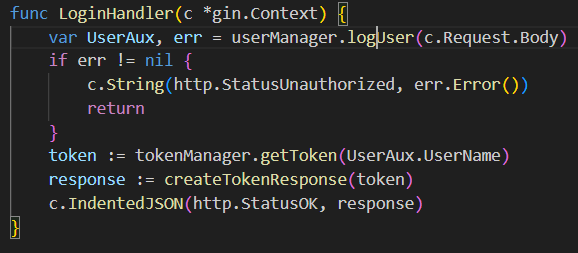 func LoginHandler(c *gin.Context) {
    var UserAux, err = userManager.logUser(c.Request.Body)
    if err != nil {
        c.String(http.StatusUnauthorized, err.Error())
        return
    }
    token := tokenManager.getToken(UserAux.UserName)
    response := createTokenResponse(token)
    c.IndentedJSON(http.StatusOK, response)
}